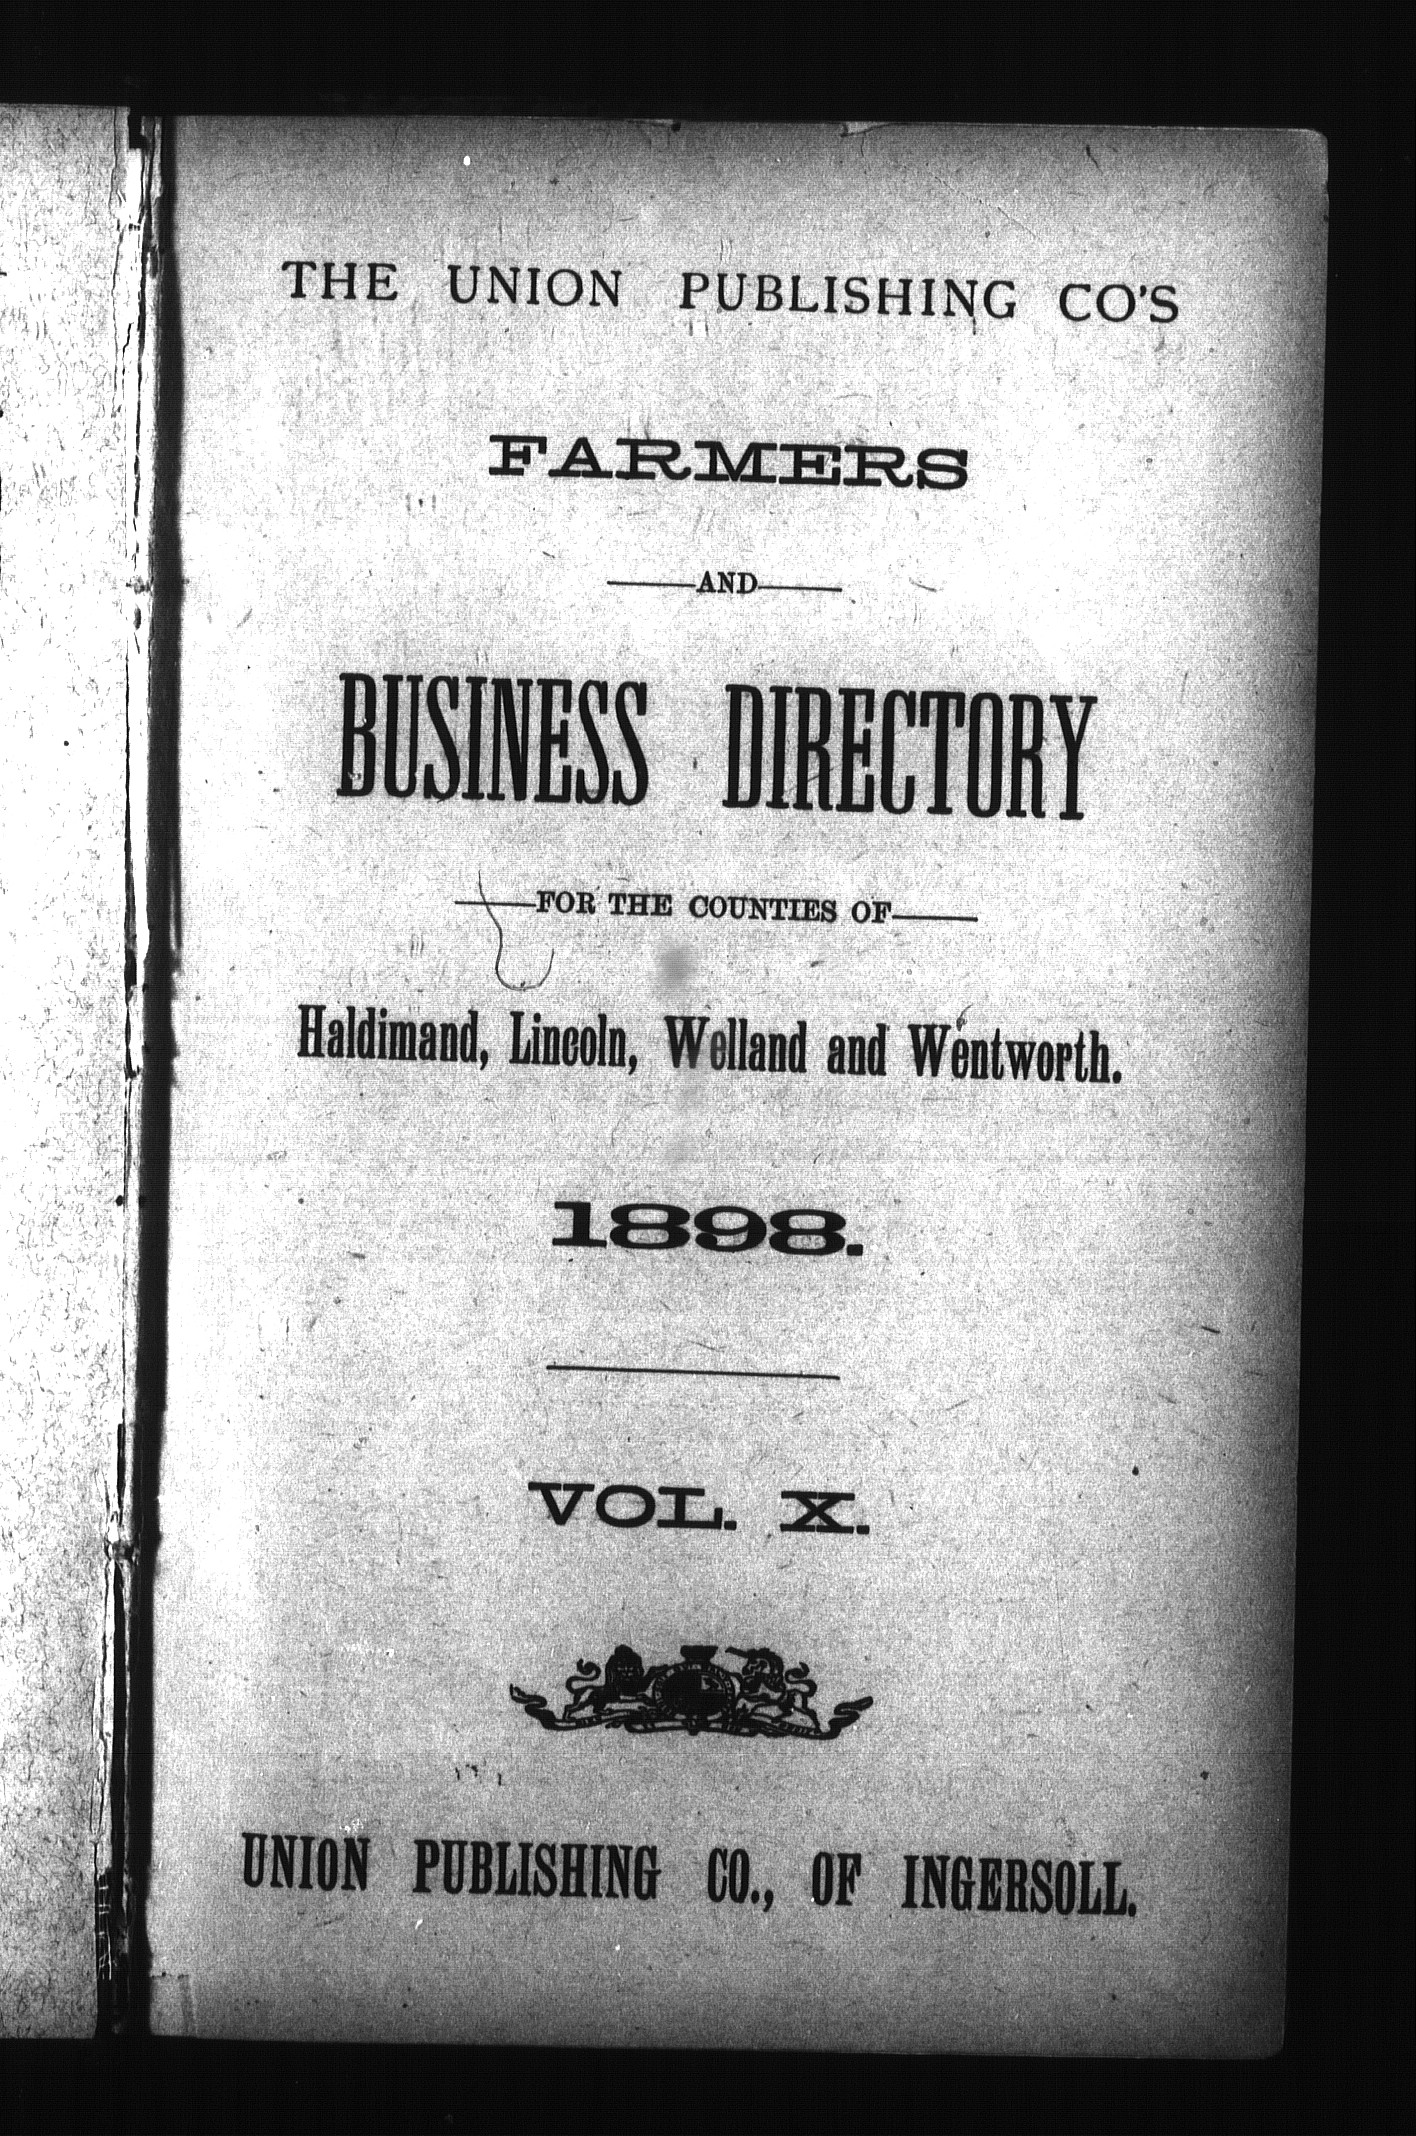 THE UNION PUBLISHING CO'S
FARMERS
AND
BUSINESS DIRECTORY
FOR THE COUNTIES OF
Haldimand, Lincoln, Welland and Wentworth.
1898.
VOL. X.
UNION PUBLISHING CO., OF INGERSOLL.